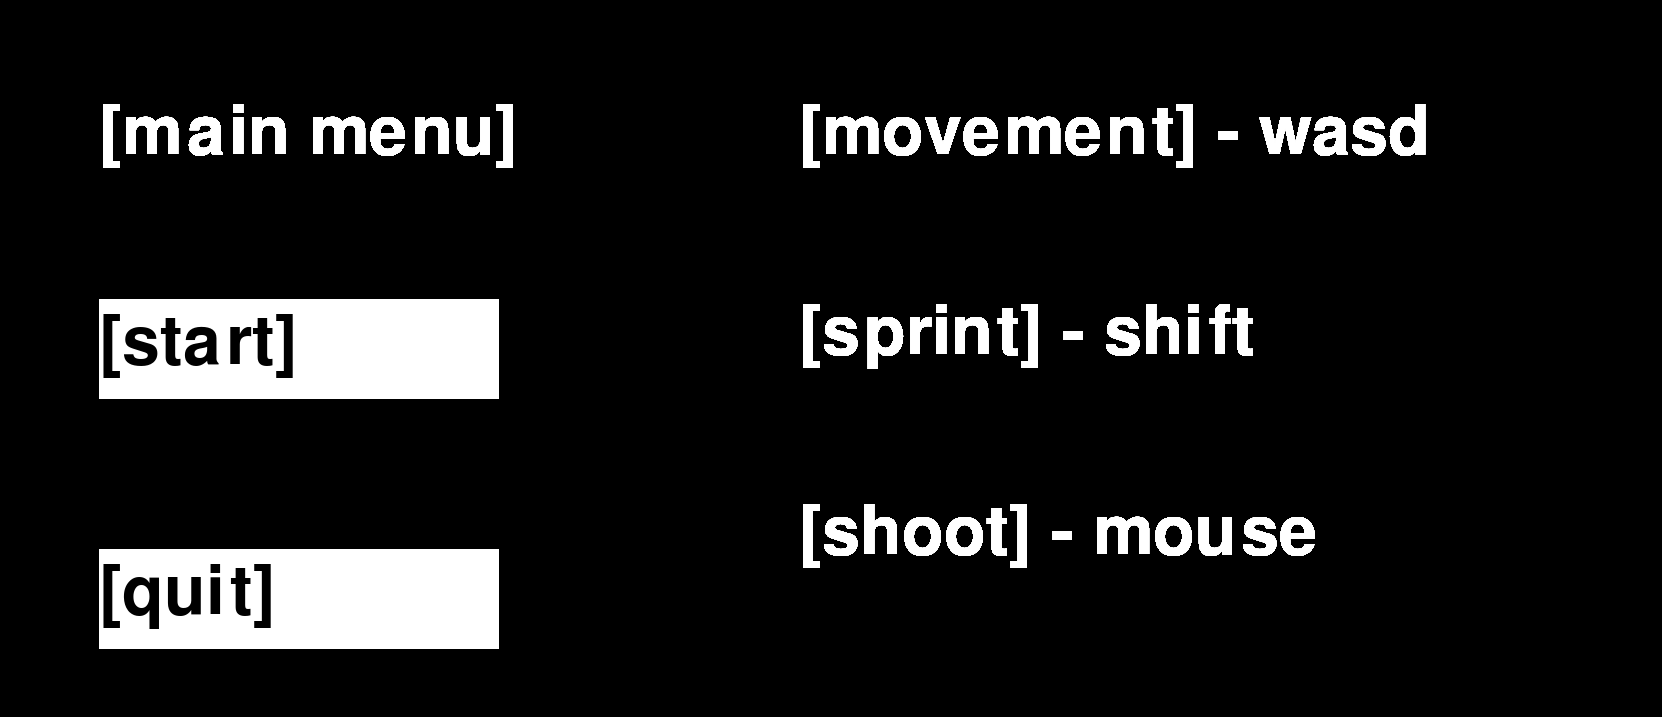 [main menu]
[start]
[quit]
[movement] - wasd
[sprint] - shift
[shoot] - mouse